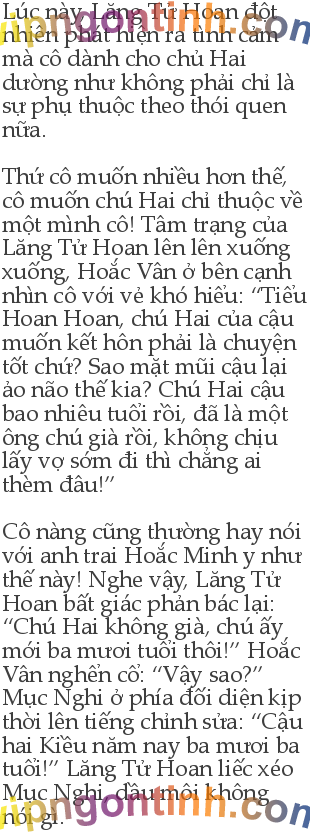 Lúc này, Lăng Tử Hoan đột
nhiên phát hiện ra tình cảm
mà cô dành cho chủ Hai
dường như không phải chỉ là
sự phụ thuộc theo thói quen
nữa.
Thứ cô muốn nhiều hơn thế,
cô muốn chú Hai chỉ thuộc về
một mình cô! Tâm trạng của
Lăng Tử Hoan lên lên xuống
xuống, Hoắc Vân ở bên cạnh
nhìn cô với vẻ khó hiểu: “Tiểu
Hoan Hoan, chú Hai của cậu
muốn kết hôn phải là chuyện
tốt chứ? Sao mặt mũi cậu lại
ảo não thế kia? Chú Hai cậu
bao nhiêu tuổi rồi, đã là một
ông chú già rồi, không chịu
lấy vợ sớm đi thì chẳng ai
thèm đâu!”
Cô nàng cũng thường hay nói
với anh trai Hoắc Minh y như
thế này! Nghe vậy, Lăng Tử
Hoan bất giác phản bác lại:
“Chú Hai không già, chú ấy
mới ba mươi tuổi thôi!” Hoắc
Vân nghển cổ: “Vậy sao?”
Mục Nghi ở phía đối diện kịp
thời lên tiếng chỉnh sửa: “Cậu
hai Kiều năm nay ba mươi ba
tuổi!” Lăng Tử Hoan liếc xéo
Mục Nghi, dẩu môi không
nói gì.
vipngontinh.com
vipngontinh.com